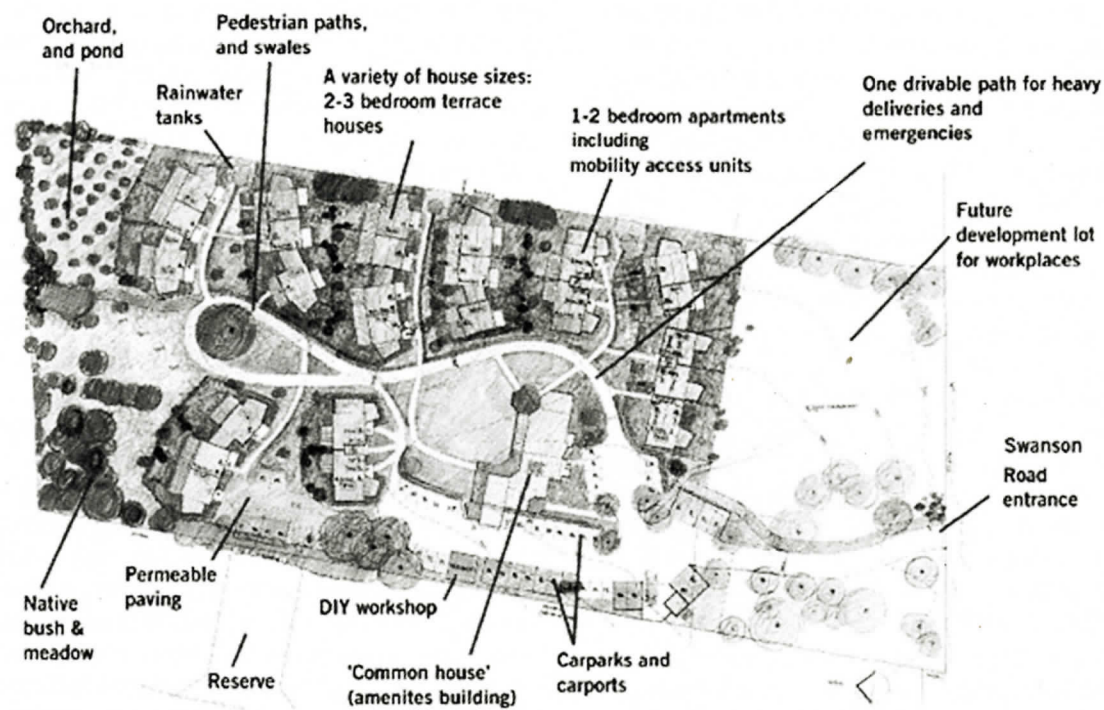 Orchard,
and pond
Pedestrian paths,
and swales
Rainwater
tanks
A variety of house sizes:
2-3 bedroom terrace
houses
1-2 bedroom apartments
including
mobility access units
One drivable path for heavy
deliveries and
emergencies
Future
development lot
for workplaces
Swanson
Road
entrance
Native
bush &
meadow
Permeable
paving
Reserve
DIY workshop
'Common house'
(amenites building)
Carparks and
carports